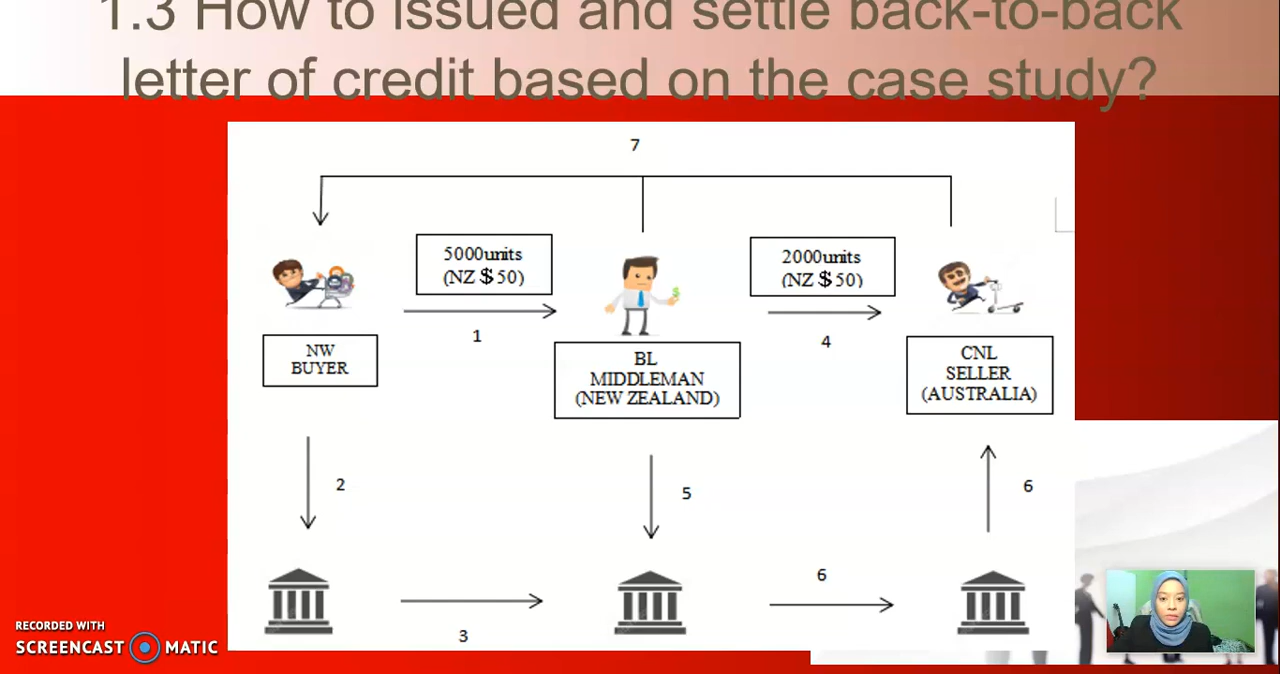 1.3 How to issued and settle back-to-back
letter of credit based on the case study?
7
5000units
(NZ $ 50)
2000units
(NZ $ 50)
1
4
NW
BUYER
BL
MIDDLEMAN
(NEW ZEALAND)
CNL
SELLER
(AUSTRALIA)
2
5
6
6
3
RECORDED WITH
SCREENCAST MATIC